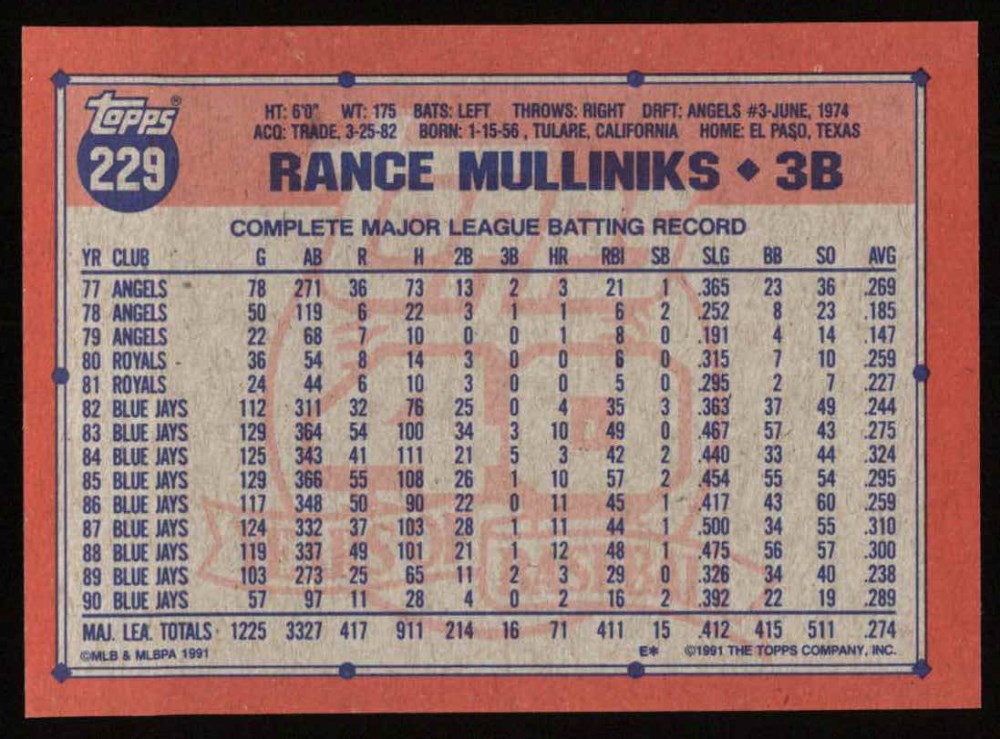 Topps®
229
HT: 6'0" WT: 175 BATS: LEFT THROWS: RIGHT DRFT: ANGELS #3-JUNE, 1974
ACQ: TRADE, 3-25-82 BORN: 1-15-56, TULARE, CALIFORNIA HOME: EL PASO, TEXAS
RANCE MULLINIKS ◆ 3B
COMPLETE MAJOR LEAGUE BATTING RECORD
YR CLUB G AB R H 2B 3B HR RBI SB SLG BB SO AVG
77 ANGELS 78 271 36 73 13 2 3 21 1 .365 23 36 .269
78 ANGELS 50 119 6 22 3 1 1 6 2 .252 8 23 .185
79 ANGELS 22 68 7 10 0 0 1 8 0 .191 4 14 .147
80 ROYALS 36 54 8 14 3 0 0 6 0 .315 7 10 .259
81 ROYALS 24 44 6 10 3 0 0 5 0 .295 2 7 .227
82 BLUE JAYS 112 311 32 76 25 0 4 35 3 .363 37 49 .244
83 BLUE JAYS 129 364 54 100 34 3 10 49 0 .467 57 43 .275
84 BLUE JAYS 125 343 41 111 21 5 3 42 2 .440 33 44 .324
85 BLUE JAYS 129 366 55 108 26 1 10 57 2 .454 55 54 .295
86 BLUE JAYS 117 348 50 90 22 0 11 45 1 .417 43 60 .259
87 BLUE JAYS 124 332 37 103 28 1 11 44 1 .500 34 55 .310
88 BLUE JAYS 119 337 49 101 21 1 12 48 1 .475 56 57 .300
89 BLUE JAYS 103 273 25 65 11 2 3 29 0 .326 34 40 .238
90 BLUE JAYS 57 97 11 28 4 0 2 16 2 .392 22 19 .289
MAJ. LEA. TOTALS 1225 3327 417 911 214 16 71 411 15 .412 415 511 .274
©MLB & MLBPA 1991 E* ©1991 THE TOPPS COMPANY, INC.